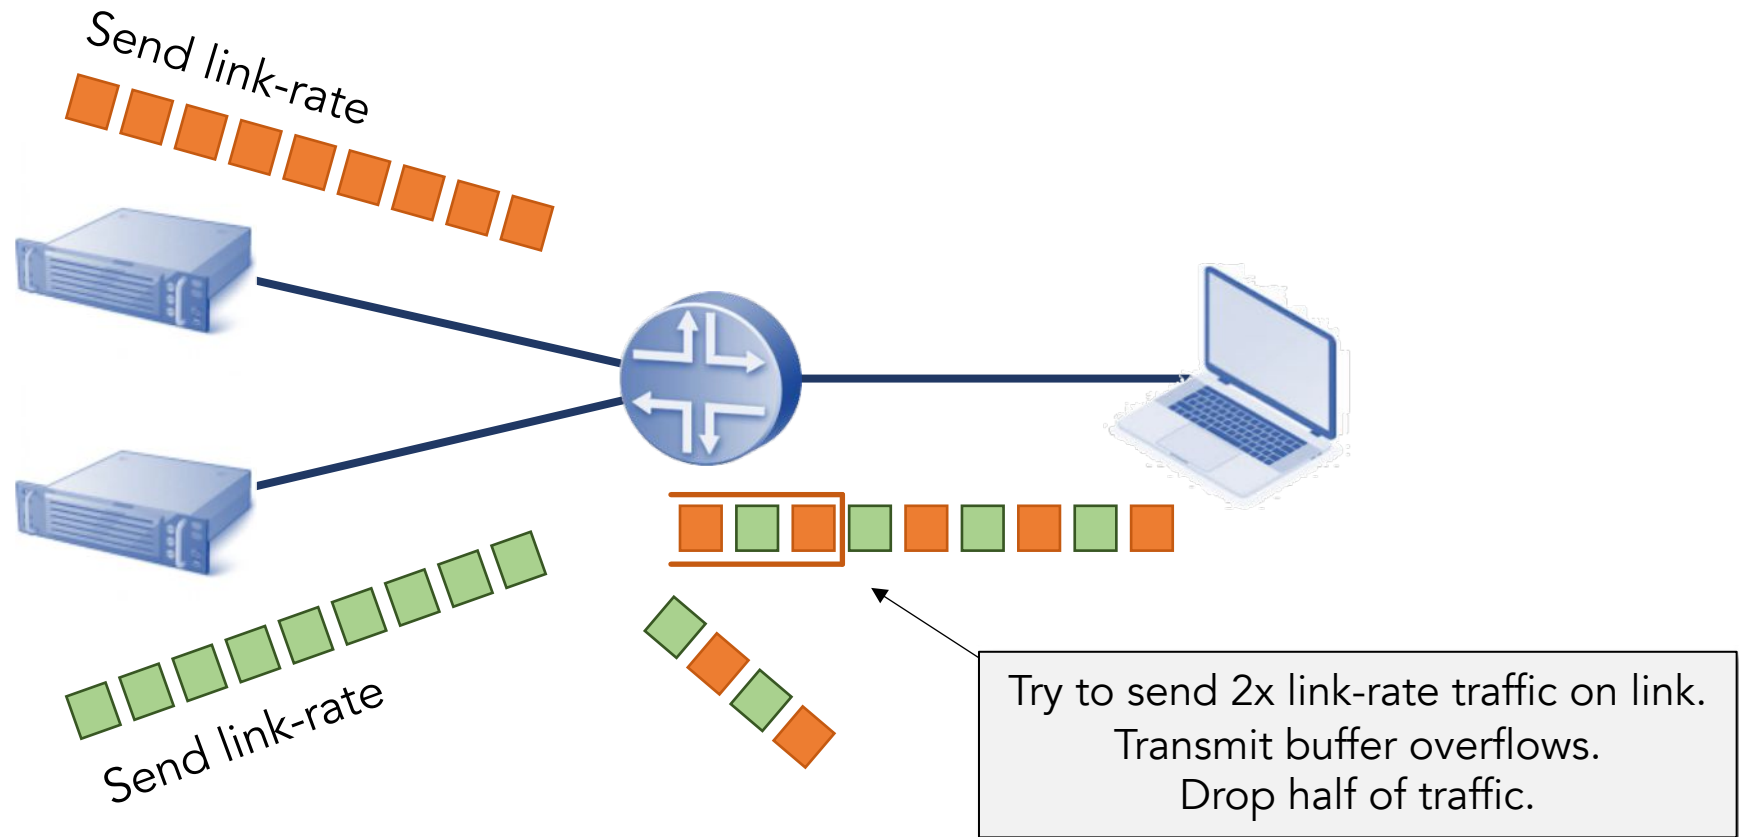 Send link-rate
Send link-rate
Try to send 2x link-rate traffic on link.
Transmit buffer overflows.
Drop half of traffic.